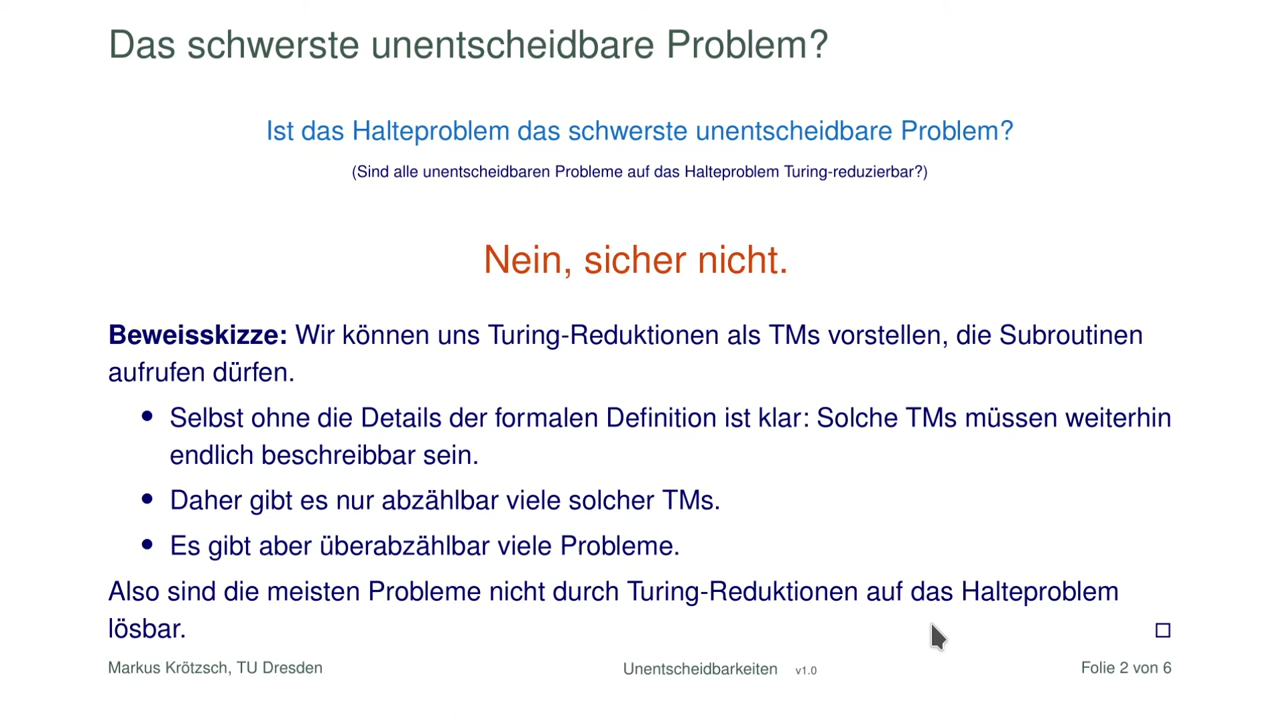 Das schwerste unentscheidbare Problem?
Ist das Halteproblem das schwerste unentscheidbare Problem?
(Sind alle unentscheidbaren Probleme auf das Halteproblem Turing-reduzierbar?)
Nein, sicher nicht.
Beweisskizze: Wir können uns Turing-Reduktionen als TMs vorstellen, die Subroutinen
aufrufen dürfen.
• Selbst ohne die Details der formalen Definition ist klar: Solche TMs müssen weiterhin
endlich beschreibbar sein.
• Daher gibt es nur abzählbar viele solcher TMs.
• Es gibt aber überabzählbar viele Probleme.
Also sind die meisten Probleme nicht durch Turing-Reduktionen auf das Halteproblem
lösbar. □
Markus Krötzsch, TU Dresden Unentscheidbarkeiten v1.0 Folie 2 von 6